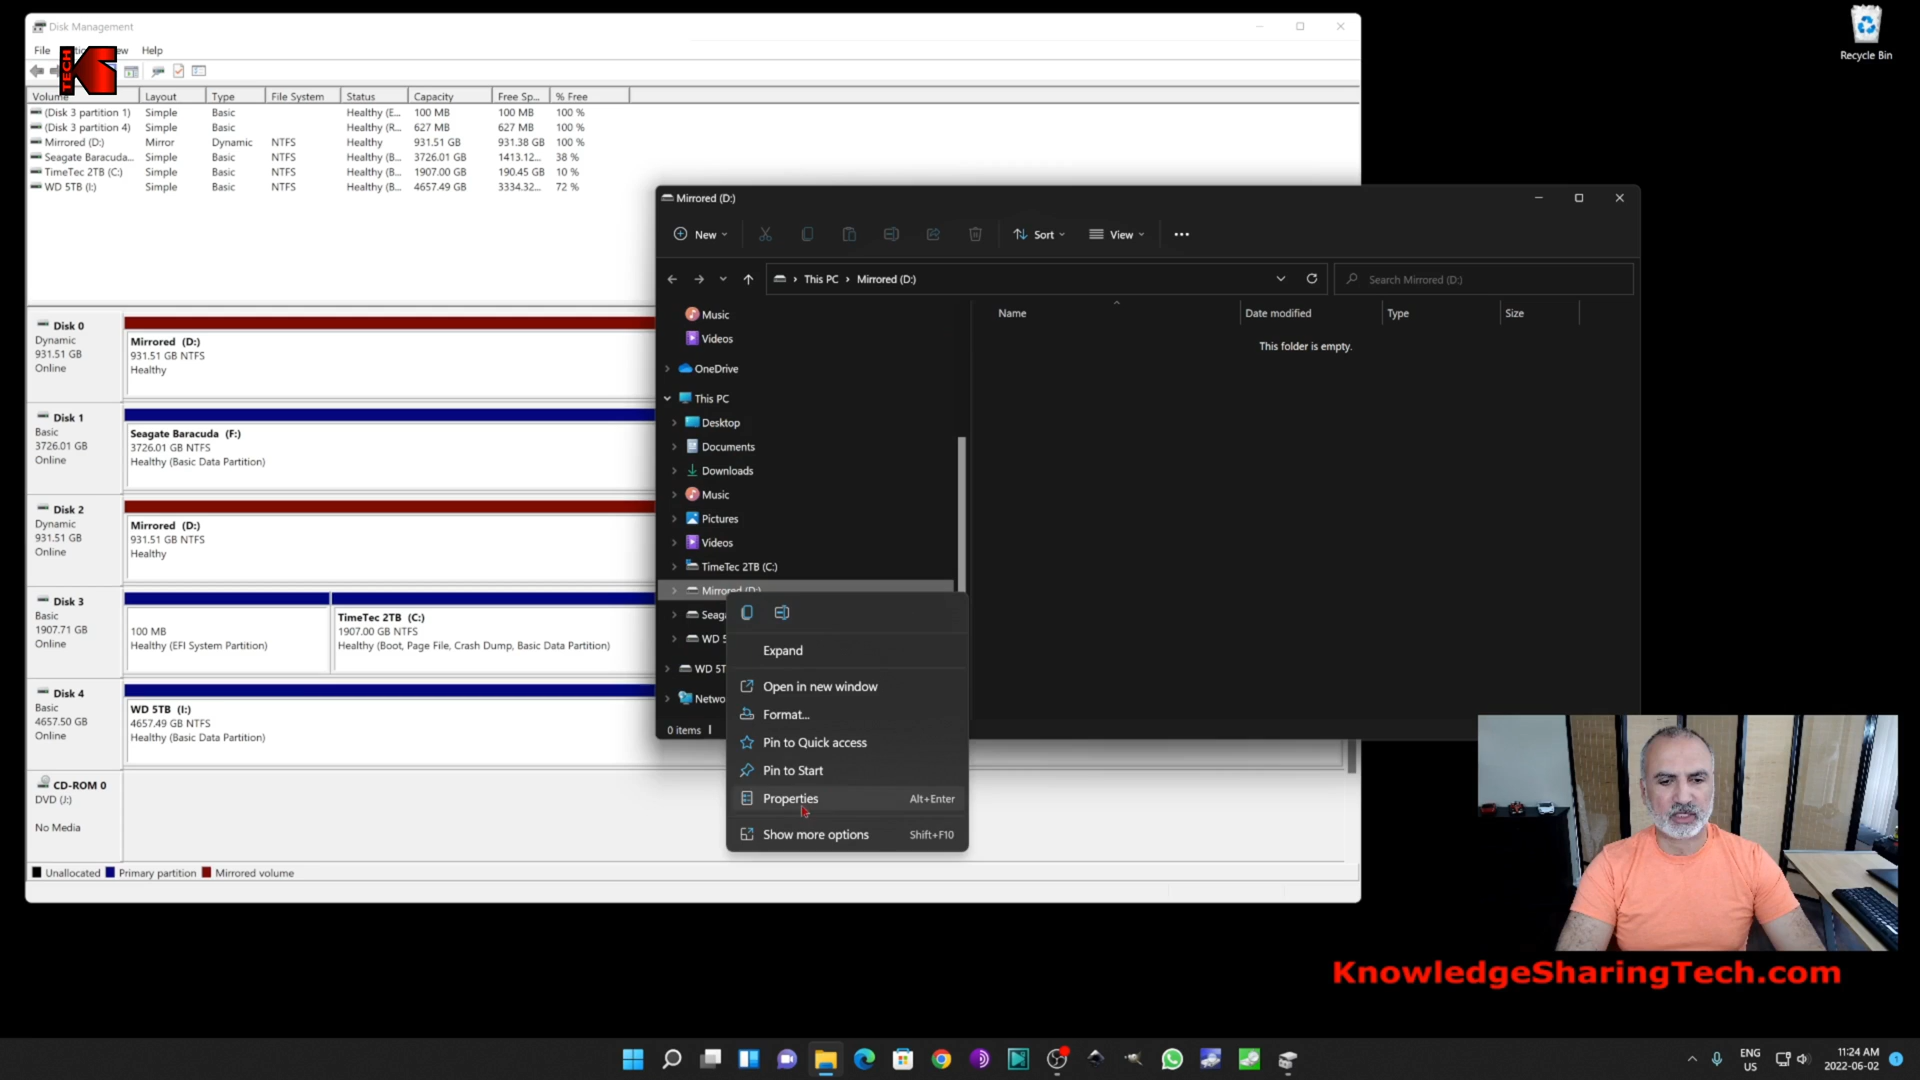 Disk Management
File
Help
TECH K
Volume Layout Type File System Status Capacity Free Sp... % Free
(Disk 3 partition 1) Simple Basic Healthy (E... 100 MB 100 MB 100 %
(Disk 3 partition 4) Simple Basic Healthy (R... 627 MB 627 MB 100 %
Mirrored (D:) Mirror Dynamic NTFS Healthy 931.51 GB 931.38 GB 100 %
Seagate Baracuda... Simple Basic NTFS Healthy (B... 3726.01 GB 1413.12... 38 %
TimeTec 2TB (C:) Simple Basic NTFS Healthy (B... 1907.00 GB 190.45 GB 10 %
WD 5TB (I:) Simple Basic NTFS Healthy (B... 4657.49 GB 3334.32... 72 %
Disk 0
Dynamic
931.51 GB
Online
Mirrored (D:)
931.51 GB NTFS
Healthy
Disk 1
Basic
3726.01 GB
Online
Seagate Baracuda (F:)
3726.01 GB NTFS
Healthy (Basic Data Partition)
Disk 2
Dynamic
931.51 GB
Online
Mirrored (D:)
931.51 GB NTFS
Healthy
Disk 3
Basic
1907.71 GB
Online
100 MB
Healthy (EFI System Partition)
TimeTec 2TB (C:)
1907.00 GB NTFS
Healthy (Boot, Page File, Crash Dump, Basic Data Partition)
Disk 4
Basic
4657.50 GB
Online
WD 5TB (I:)
4657.49 GB NTFS
Healthy (Basic Data Partition)
CD-ROM 0
DVD (J:)
No Media
Unallocated Primary partition Mirrored volume
Mirrored (D:)
New Sort View
This PC Mirrored (D:)
Search Mirrored (D:)
Name Date modified Type Size
This folder is empty.
Music
Videos
OneDrive
This PC
Desktop
Documents
Downloads
Music
Pictures
Videos
TimeTec 2TB (C:)
Mirrored (D:)
Seag
WD 5
WD 5T
Netwo
0 items
Expand
Open in new window
Format...
Pin to Quick access
Pin to Start
Properties Alt+Enter
Show more options Shift+F10
Recycle Bin
KnowledgeSharingTech.com
ENG
US
11:24 AM
2022-06-02
1